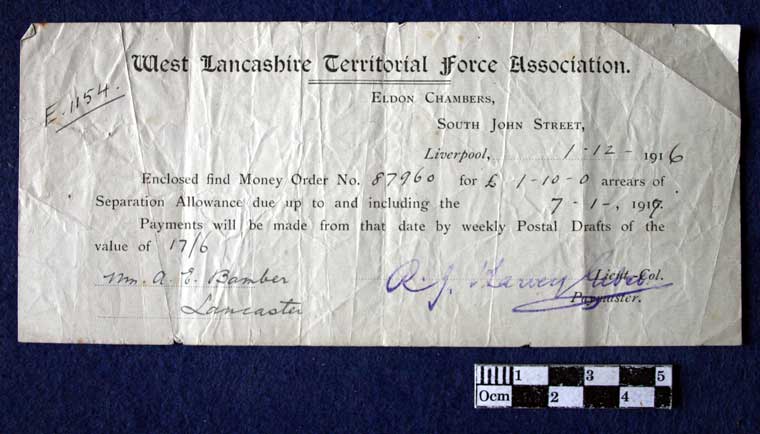 West Lancashire Territorial Force Association.
E.1154.
Eldon Chambers,
South John Street,
Liverpool, 1-12- 1916
Enclosed find Money Order No. 87960 for £ 1-10-0 arrears of
Separation Allowance due up to and including the 7-1-, 1917.
Payments will be made from that date by weekly Postal Drafts of the
value of 17/6
A. E. Bamber
R. J. Harvey Lieut.-Col.
Lancaster Paymaster.
1 3 5
0cm 2 4